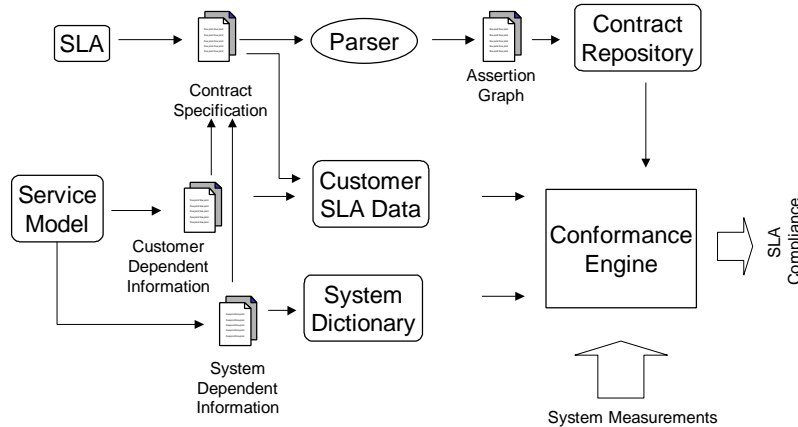 SLA
Contract
Specification
Parser
Assertion
Graph
Contract
Repository
Service
Model
Customer
Dependent
Information
Customer
SLA Data
Conformance
Engine
SLA
Compliance
System
Dependent
Information
System
Dictionary
System Measurements